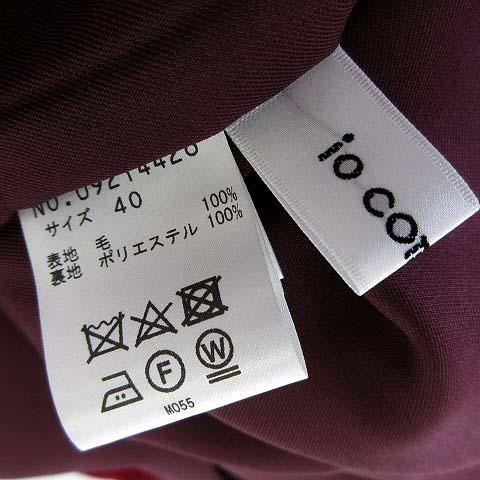 NO.09214426
サイズ 40
表地 毛 100%
裏地 ポリエステル 100%
F
W
M055
io CO